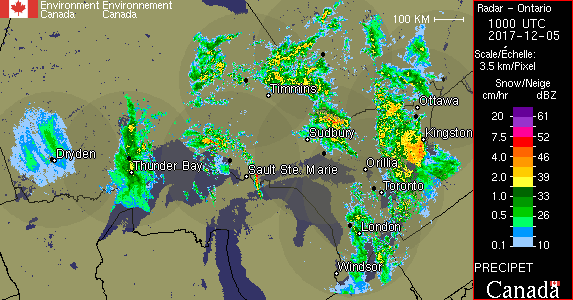 Environment Environnement
Canada Canada
100 KM
Timmins
Ottawa
Sudbury
Kingston
Dryden
Thunder Bay
Sault Ste. Marie
Orillia
Toronto
London
Windsor
Radar - Ontario
1000 UTC
2017-12-05
Scale/Échelle:
3.5 km/Pixel
Snow/Neige
cm/hr dBZ
20 61
7.5 52
4.0 46
2.0 39
1.0 33
0.5 26
0.1 10
PRECIPET
Canada